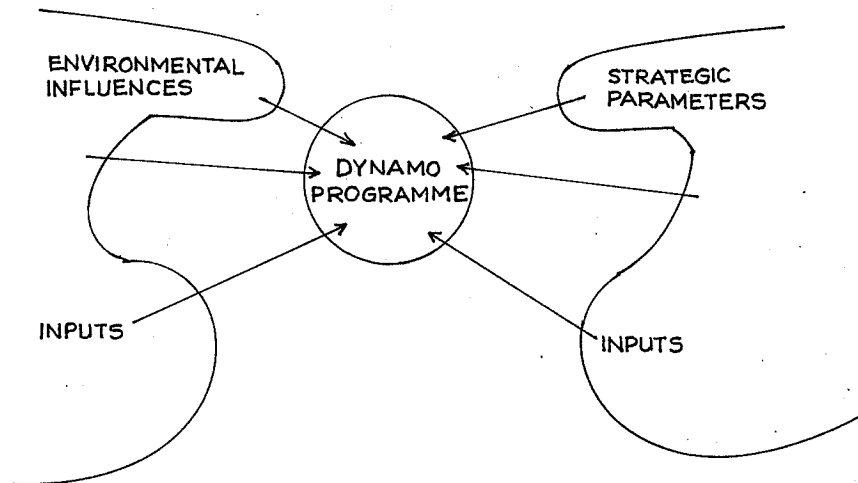 ENVIRONMENTAL
INFLUENCES
STRATEGIC
PARAMETERS
DYNAMO
PROGRAMME
INPUTS
INPUTS